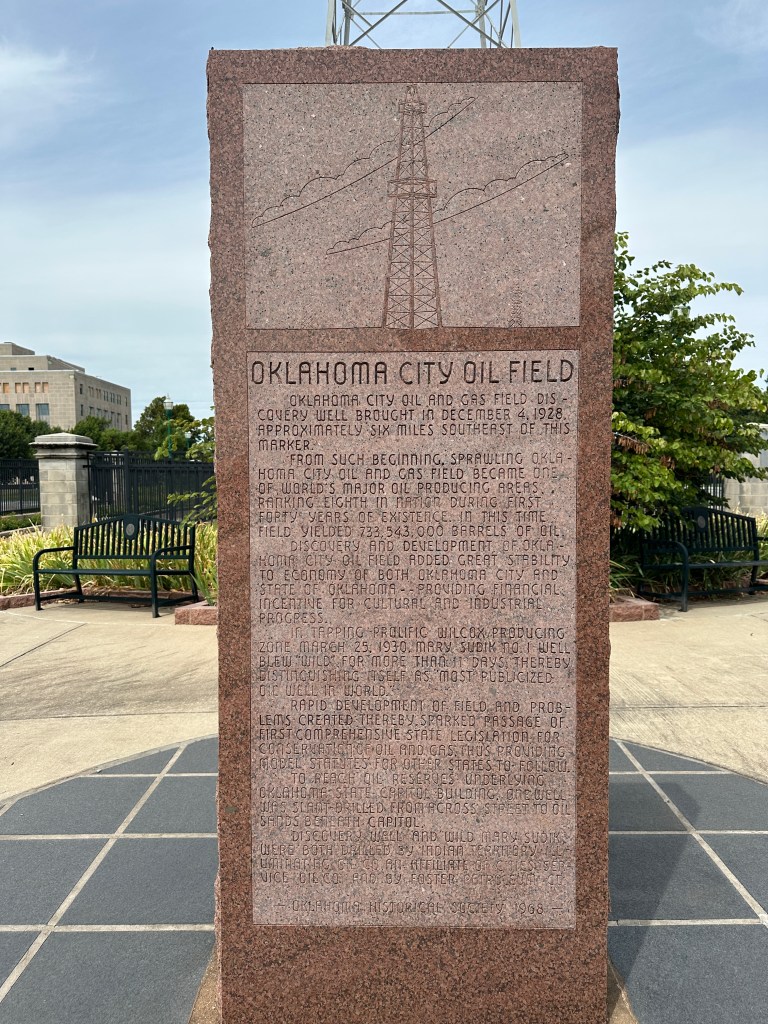 OKLAHOMA CITY OIL FIELD
OKLAHOMA CITY OIL AND GAS FIELD DIS-
COVERY WELL BROUGHT IN DECEMBER 4, 1928,
APPROXIMATELY SIX MILES SOUTHEAST OF THIS
MARKER.
FROM SUCH BEGINNING, SPRAWLING OKLA-
HOMA CITY OIL AND GAS FIELD BECAME ONE
OF WORLD'S MAJOR OIL PRODUCING AREAS,
RANKING EIGHTH IN NATION DURING FIRST
FORTY YEARS OF EXISTENCE. IN THIS TIME
FIELD YIELDED 733,543,000 BARRELS OF OIL.
DISCOVERY AND DEVELOPMENT OF OKLA-
HOMA CITY OIL FIELD ADDED GREAT STABILITY
TO ECONOMY OF BOTH OKLAHOMA CITY AND
STATE OF OKLAHOMA--PROVIDING FINANCIAL
INCENTIVE FOR CULTURAL AND INDUSTRIAL
PROGRESS.
IN TAPPING PROLIFIC WILCOX PRODUCING
ZONE MARCH 25, 1930, MARY SUDIK NO. 1 WELL
BLEW "WILD" FOR MORE THAN 11 DAYS, THEREBY
DISTINGUISHING ITSELF AS "MOST PUBLICIZED
OIL WELL IN WORLD."
RAPID DEVELOPMENT OF FIELD AND PROB-
LEMS CREATED THEREBY SPARKED PASSAGE OF
FIRST COMPREHENSIVE STATE LEGISLATION FOR
CONSERVATION OF OIL AND GAS, THUS PROVIDING
MODEL STATUTES FOR OTHER STATES TO FOLLOW.
TO REACH OIL RESERVES UNDERLYING
OKLAHOMA STATE CAPITOL BUILDING, ONE WELL
WAS SLANT-DRILLED FROM ACROSS STREET TO OIL
SANDS BENEATH CAPITOL.
DISCOVERY WELL AND WILD MARY SUDIK
WERE BOTH DRILLED BY INDIAN TERRITORY IL-
LUMINATING OIL CO. AN AFFILIATE OF CITIES SER-
VICE OIL CO. AND BY FOSTER
- OKLAHOMA HISTORICAL SOCIETY 1968 -